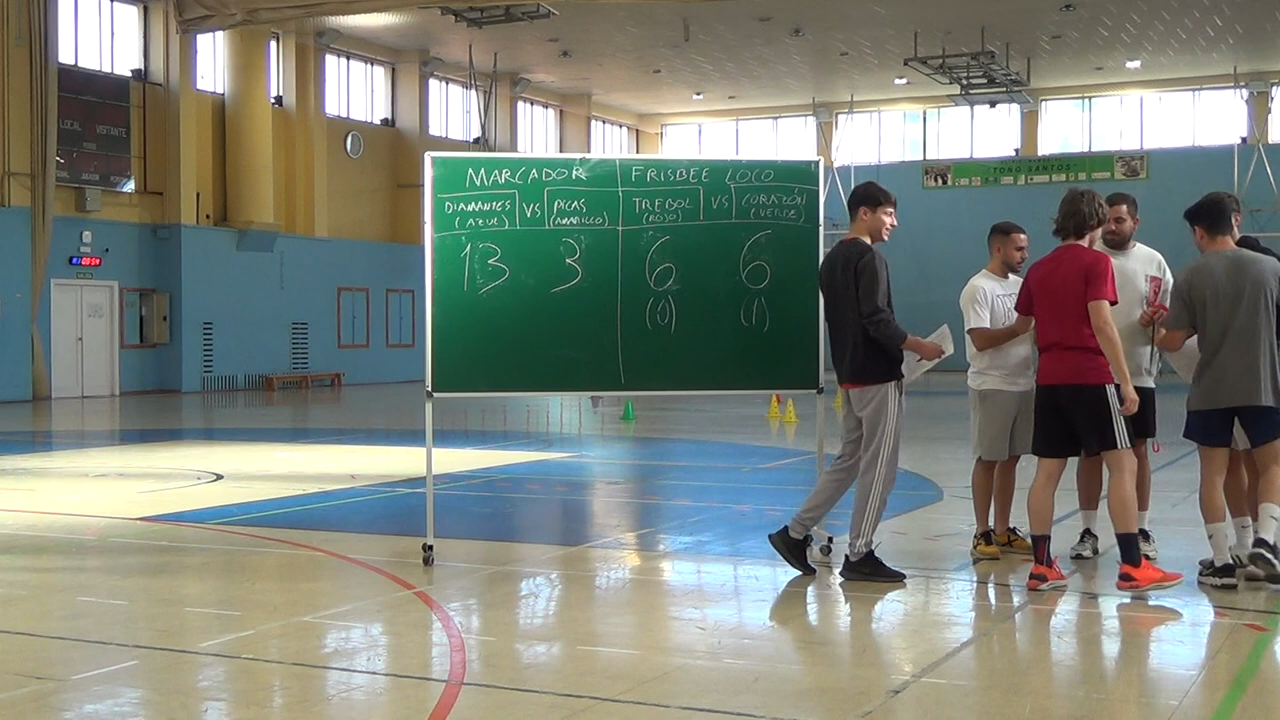 LOCAL VISITANTE
"TONO SANTOS"
MARCADOR FRISBEE LOCO
DIAMANTES VS PICAS TREBOL VS CORAZÓN
(AZUL) (AMARILLO) (ROJO) (VERDE)
13 3 6 6
(0) (1)